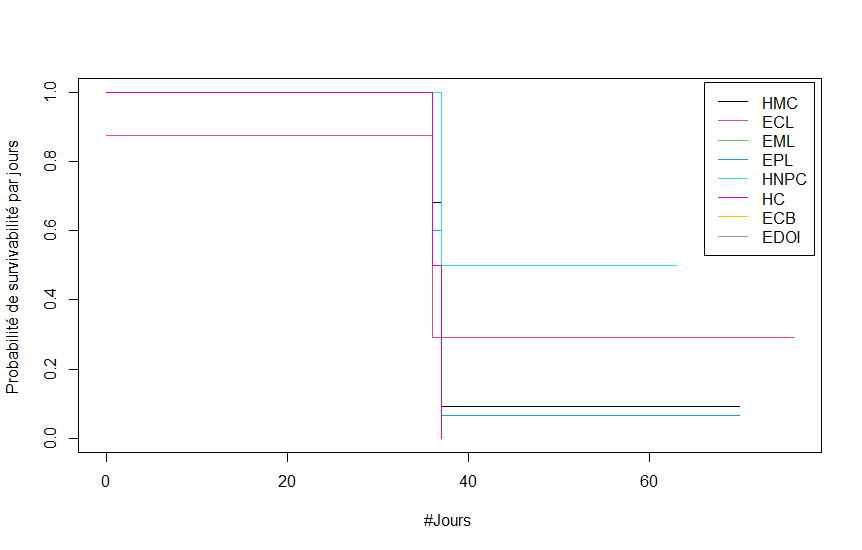 Probabilité de survivabilité par jours
1.0
0.8
0.6
0.4
0.2
0.0
HMC
ECL
EML
EPL
HNPC
HC
ECB
EDOI
0 20 40 60
#Jours